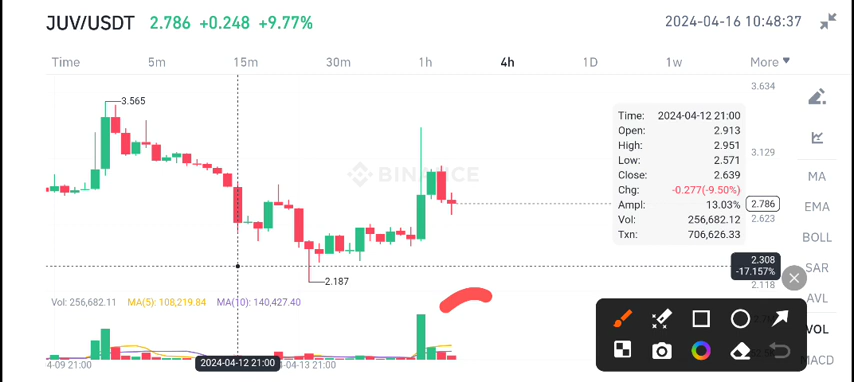 JUV/USDT 2.786 +0.248 +9.77% 2024-04-16 10:48:37
Time 5m 15m 30m 1h 4h 1D 1w More
3.634
3.565
Time: 2024-04-12 21:00
Open: 2.913
High: 2.951
Low: 2.571
Close: 2.639
Chg: -0.277(-9.50%)
Ampl: 13.03%
Vol: 256,682.12
Txn: 706,626.33
3.129
BINANCE
2.786
2.623
2.308
-17.157%
2.187
2.118
MA
EMA
BOLL
SAR
AVL
VOL
MACD
Vol: 256,682.11 MA(5): 108,219.84 MA(10): 140,427.40
4-09 21:00
2024-04-12 21:00
4-04-13 21:00